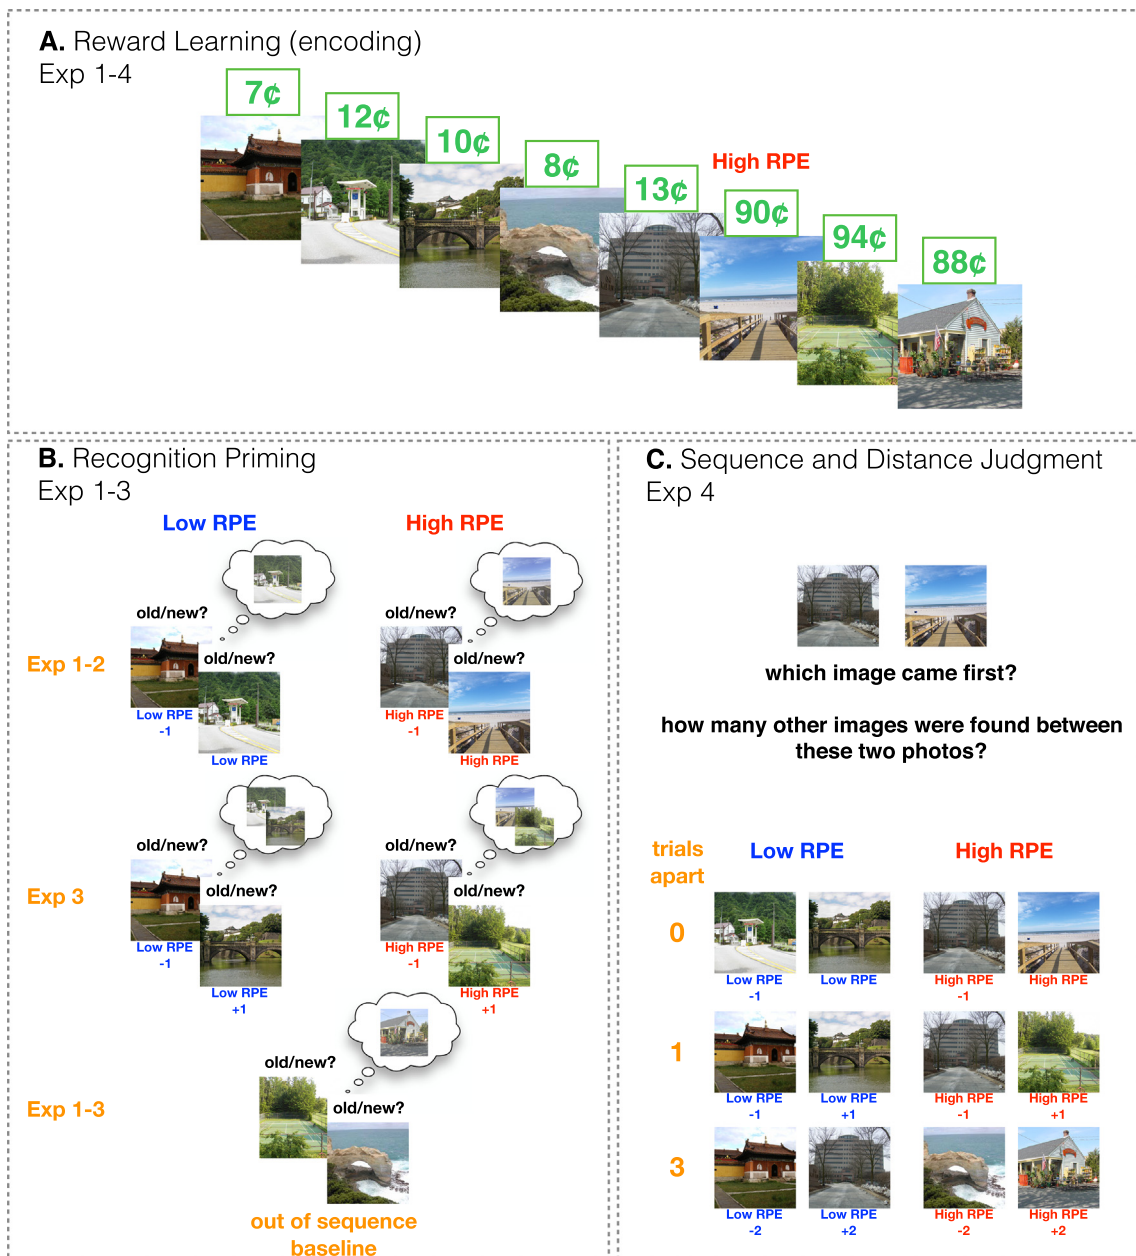 A. Reward Learning (encoding)
Exp 1-4
7¢
12¢
10¢
8¢
13¢
High RPE
90¢
94¢
88¢
B. Recognition Priming
Exp 1-3
Low RPE
High RPE
Exp 1-2
old/new?
old/new?
Low RPE
-1
Low RPE
old/new?
old/new?
High RPE
-1
High RPE
Exp 3
old/new?
old/new?
Low RPE
-1
Low RPE
+1
old/new?
old/new?
High RPE
-1
High RPE
+1
Exp 1-3
old/new?
old/new?
out of sequence
baseline
C. Sequence and Distance Judgment
Exp 4
which image came first?
how many other images were found between
these two photos?
trials
apart
Low RPE
High RPE
0
Low RPE
-1
Low RPE
High RPE
-1
High RPE
1
Low RPE
-1
Low RPE
+1
High RPE
-1
High RPE
+1
3
Low RPE
-2
Low RPE
+2
High RPE
-2
High RPE
+2